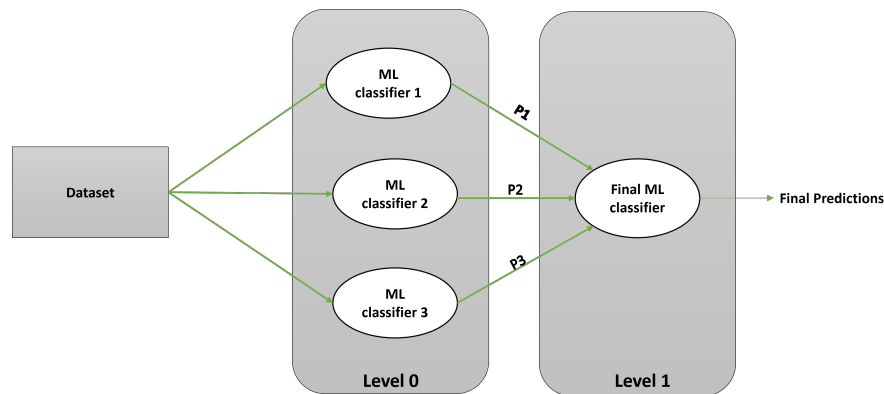 ML
classifier 1
P1
Dataset
ML
classifier 2
P2
Final ML
classifier
Final Predictions
P3
ML
classifier 3
Level 0
Level 1